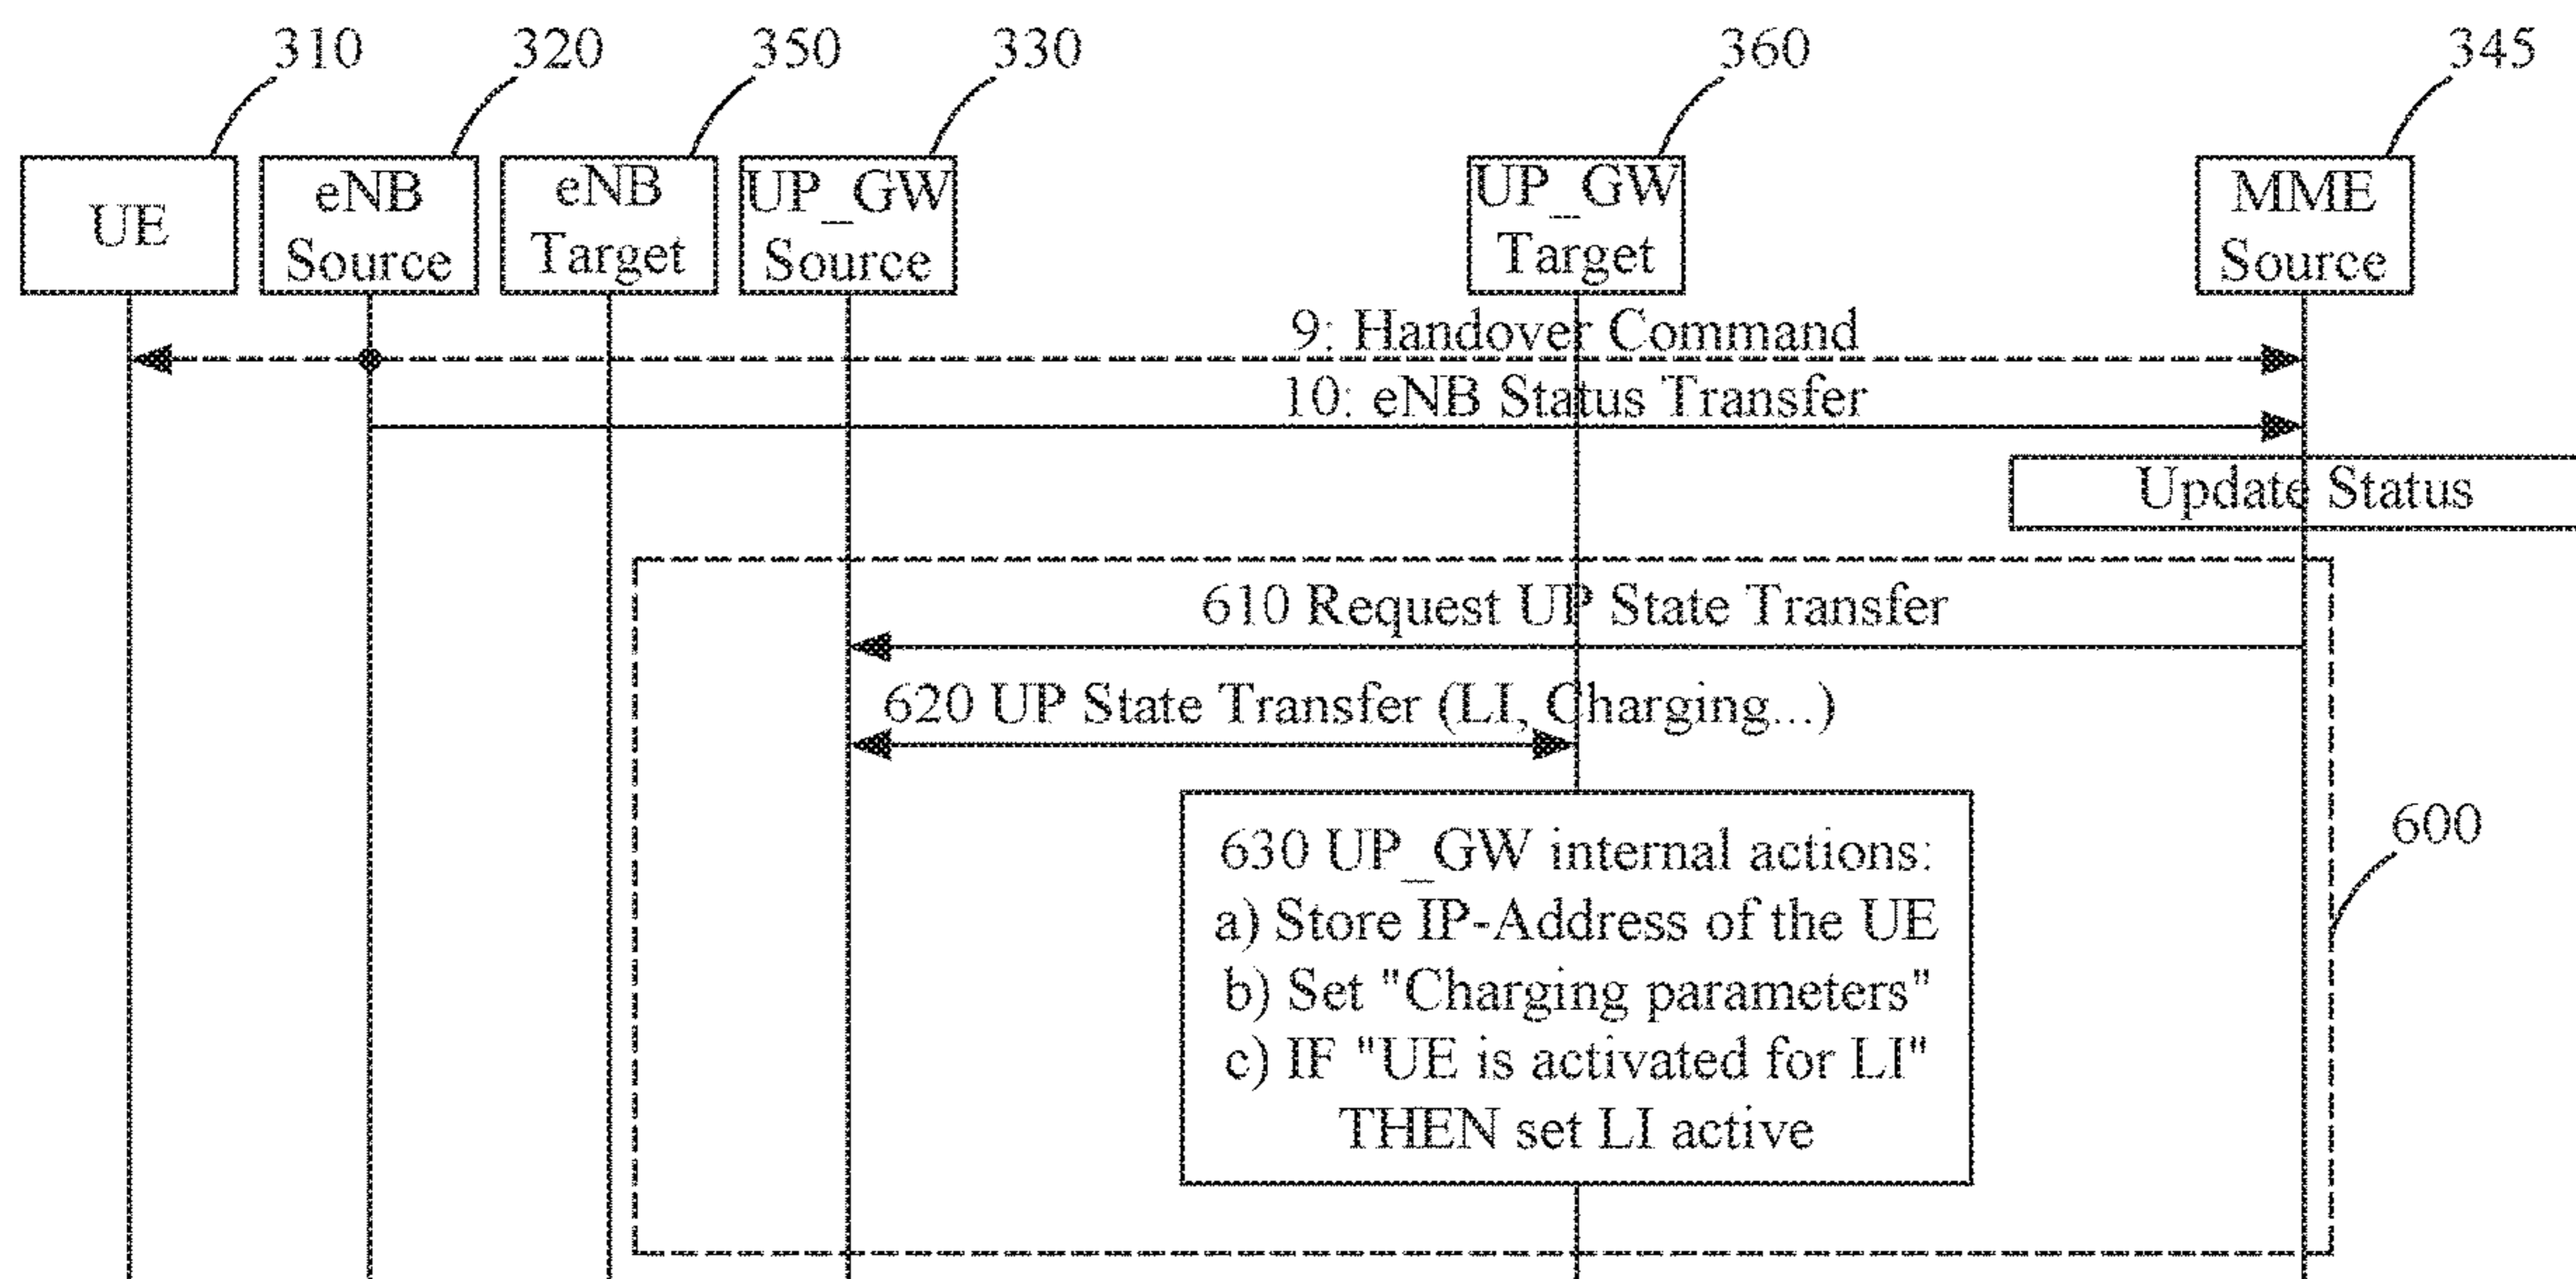 310 320 350 330 360 345
UE
eNB
Source
eNB
Target
UP_GW
Source
UP_GW
Target
MME
Source
9: Handover Command
10: eNB Status Transfer
Update Status
610 Request UP State Transfer
620 UP State Transfer (LI, Charging...)
630 UP_GW internal actions:
a) Store IP-Address of the UE
b) Set "Charging parameters"
c) IF "UE is activated for LI"
THEN set LI active
600